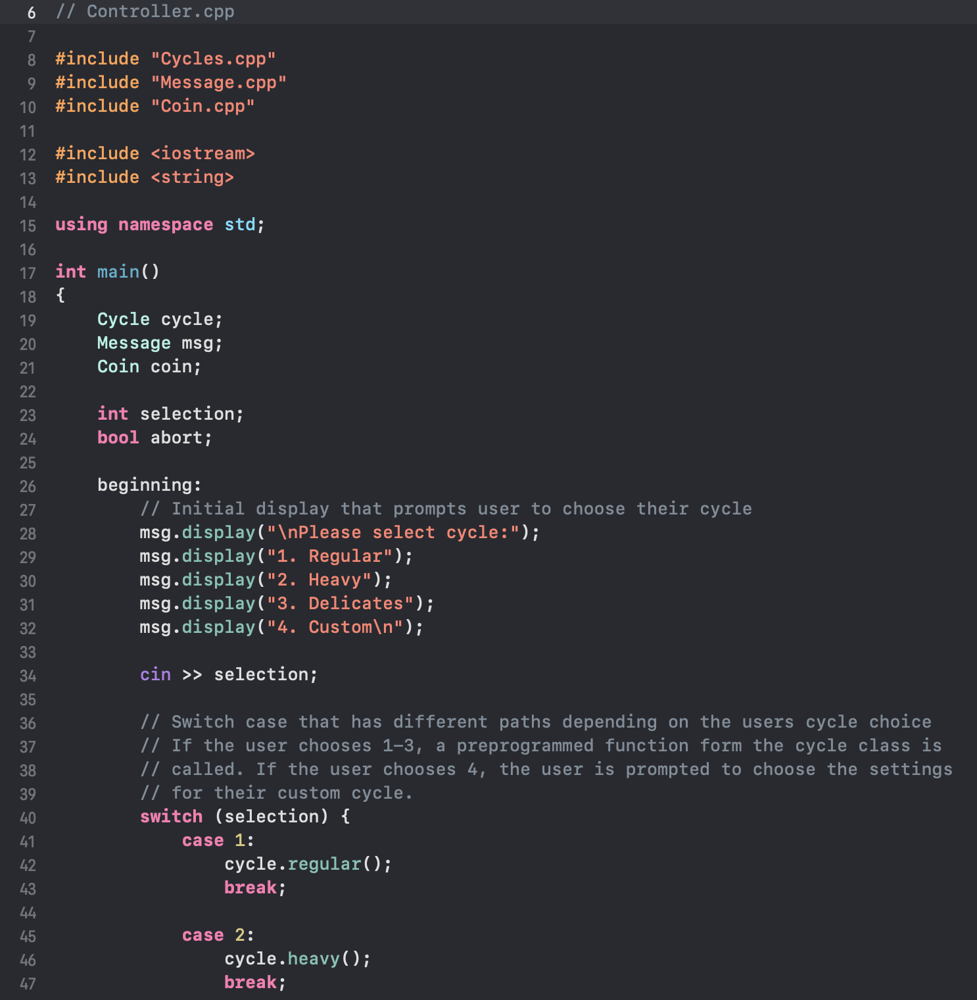 6 // Controller.cpp
7
8 #include "Cycles.cpp"
9 #include "Message.cpp"
10 #include "Coin.cpp"
11
12 #include <iostream>
13 #include <string>
14
15 using namespace std;
16
17 int main()
18 {
19     Cycle cycle;
20     Message msg;
21     Coin coin;
22
23     int selection;
24     bool abort;
25
26     beginning:
27         // Initial display that prompts user to choose their cycle
28         msg.display("\nPlease select cycle:");
29         msg.display("1. Regular");
30         msg.display("2. Heavy");
31         msg.display("3. Delicates");
32         msg.display("4. Custom\n");
33
34         cin >> selection;
35
36         // Switch case that has different paths depending on the users cycle choice
37         // If the user chooses 1–3, a preprogrammed function form the cycle class is
38         // called. If the user chooses 4, the user is prompted to choose the settings
39         // for their custom cycle.
40         switch (selection) {
41             case 1:
42                 cycle.regular();
43                 break;
44
45             case 2:
46                 cycle.heavy();
47                 break;